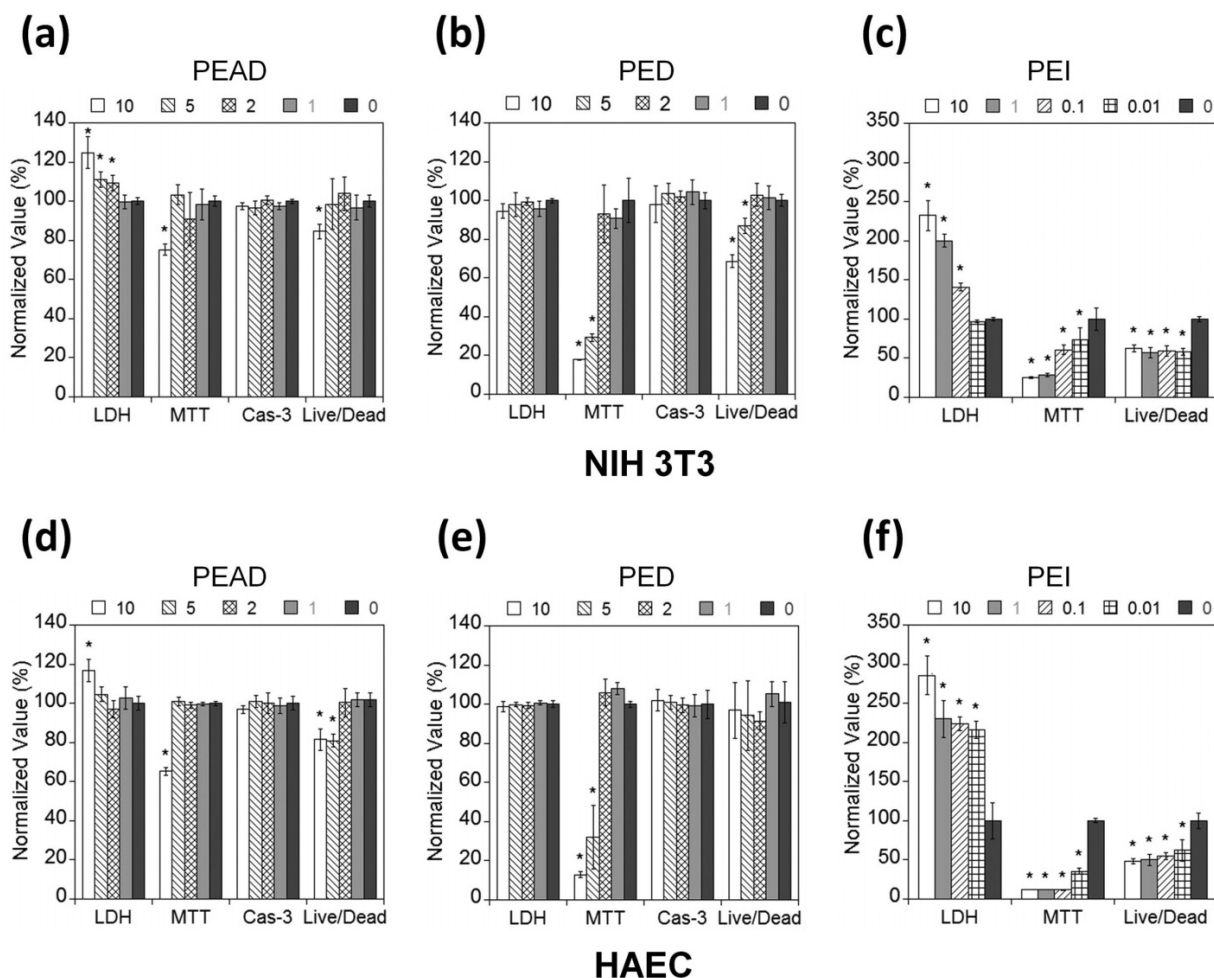 (a)
PEAD
10 5 2 1 0
Normalized Value (%)
140
120
100
80
60
40
20
0
* * * * *
LDH MTT Cas-3 Live/Dead
(b)
PED
10 5 2 1 0
Normalized Value (%)
140
120
100
80
60
40
20
0
* * * *
LDH MTT Cas-3 Live/Dead
(c)
PEI
10 1 0.1 0.01 0
Normalized Value (%)
350
300
250
200
150
100
50
0
* * * * * * * * * * *
LDH MTT Live/Dead
NIH 3T3
(d)
PEAD
10 5 2 1 0
Normalized Value (%)
140
120
100
80
60
40
20
0
* * * *
LDH MTT Cas-3 Live/Dead
(e)
PED
10 5 2 1 0
Normalized Value (%)
140
120
100
80
60
40
20
0
* *
LDH MTT Cas-3 Live/Dead
(f)
PEI
10 1 0.1 0.01 0
Normalized Value (%)
350
300
250
200
150
100
50
0
* * * * * * * * * * * *
LDH MTT Live/Dead
HAEC